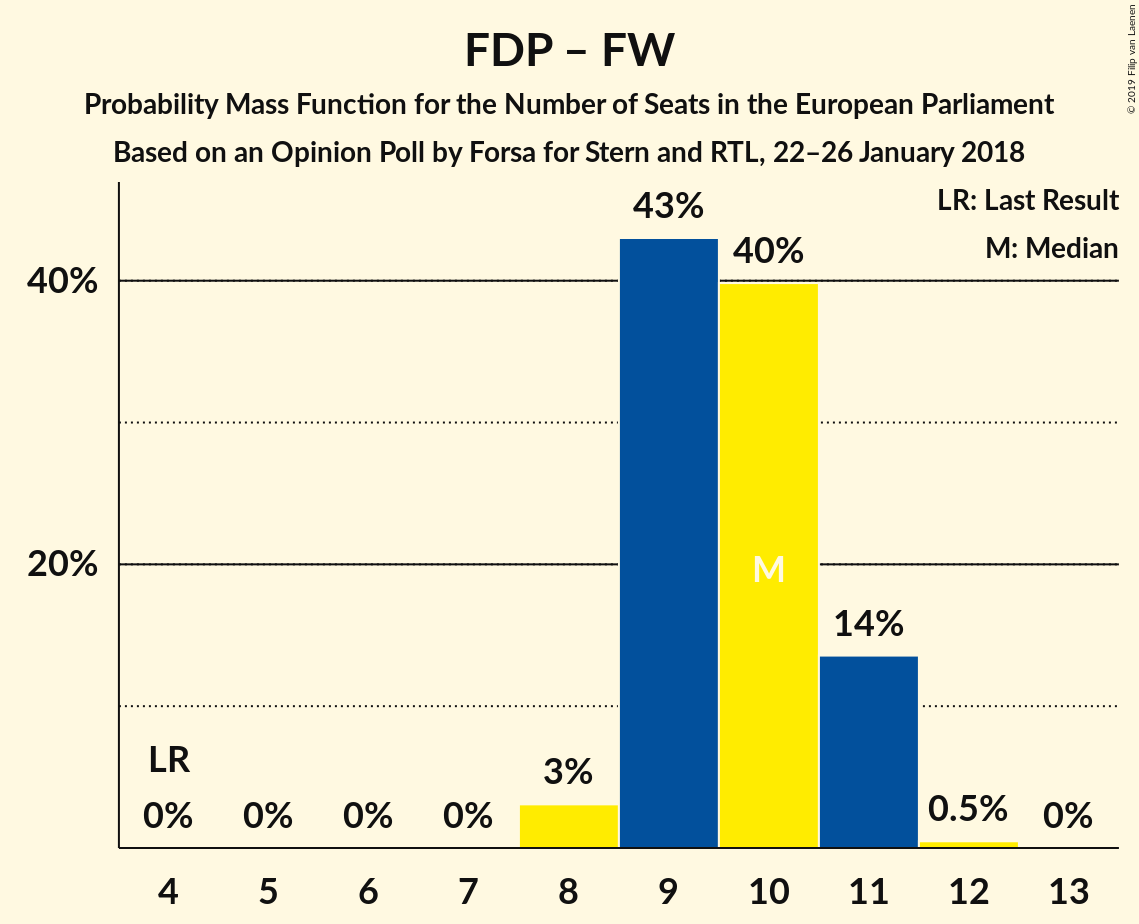 FDP – FW
Probability Mass Function for the Number of Seats in the European Parliament
Based on an Opinion Poll by Forsa for Stern and RTL, 22–26 January 2018
© 2019 Filip van Laenen
LR: Last Result
M: Median
43%
40%
40%
20%
M
14%
LR
3%
0.5%
0% 0% 0% 0% 0%
4 5 6 7 8 9 10 11 12 13